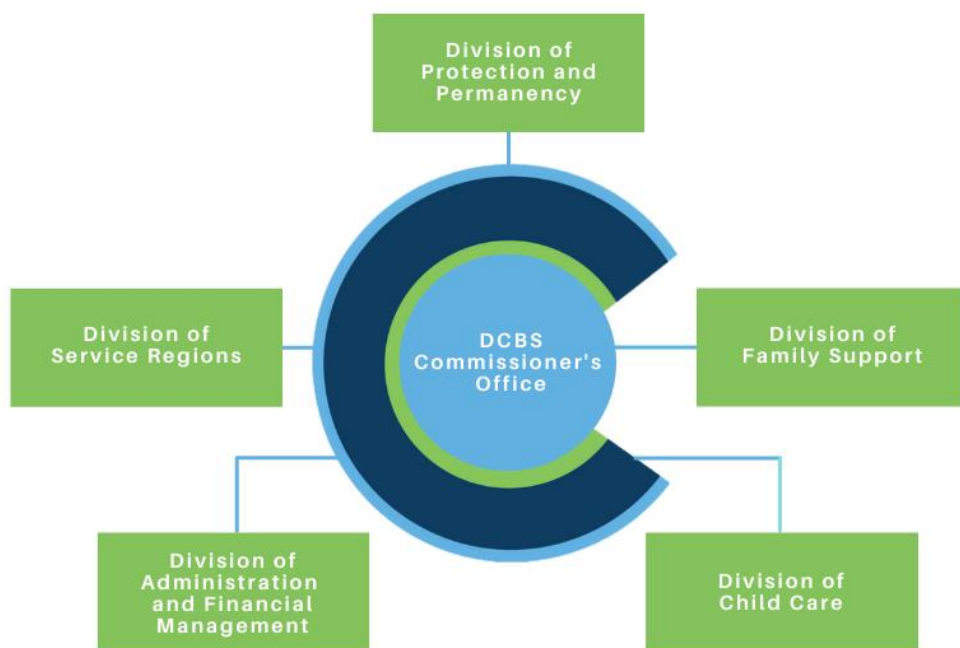 Division of
Protection and
Permanency
Division of
Service Regions
DCBS
Commissioner's
Office
Division of
Family Support
Division of
Administration
and Financial
Management
Division of
Child Care